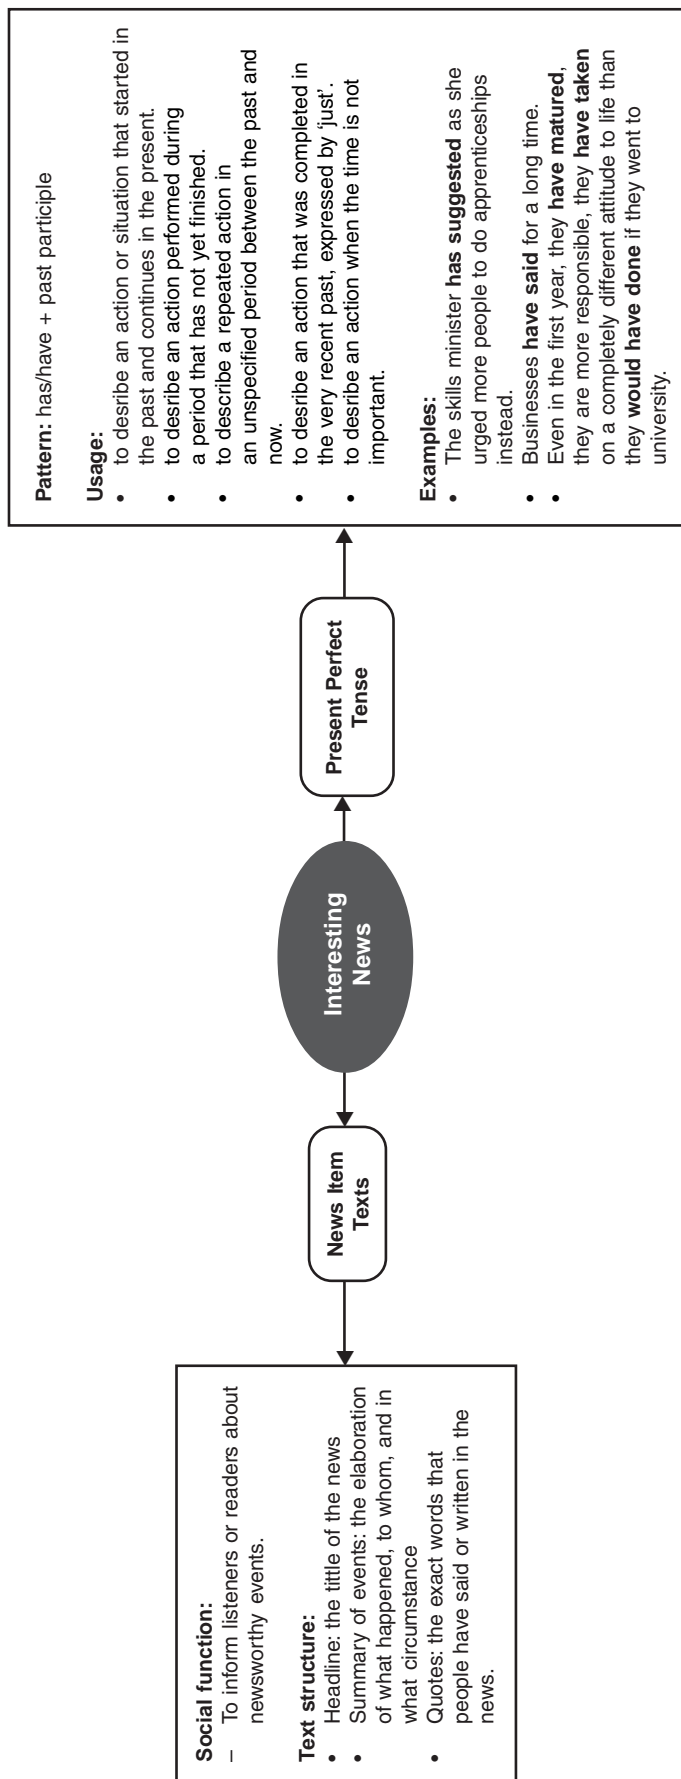 Social function:
– To inform listeners or readers about
newsworthy events.
Text structure:
• Headline: the tittle of the news
• Summary of events: the elaboration
of what happened, to whom, and in
what circumstance
• Quotes: the exact words that
people have said or written in the
news.
News Item
Texts
Interesting
News
Present Perfect
Tense
Pattern: has/have + past participle
Usage:
• to desribe an action or situation that started in
the past and continues in the present.
• to desribe an action performed during
a period that has not yet finished.
• to describe a repeated action in
an unspecified period between the past and
now.
• to desribe an action that was completed in
the very recent past, expressed by 'just'.
• to desribe an action when the time is not
important.
Examples:
• The skills minister has suggested as she
urged more people to do apprenticeships
instead.
• Businesses have said for a long time.
• Even in the first year, they have matured,
they are more responsible, they have taken
on a completely different attitude to life than
they would have done if they went to
university.